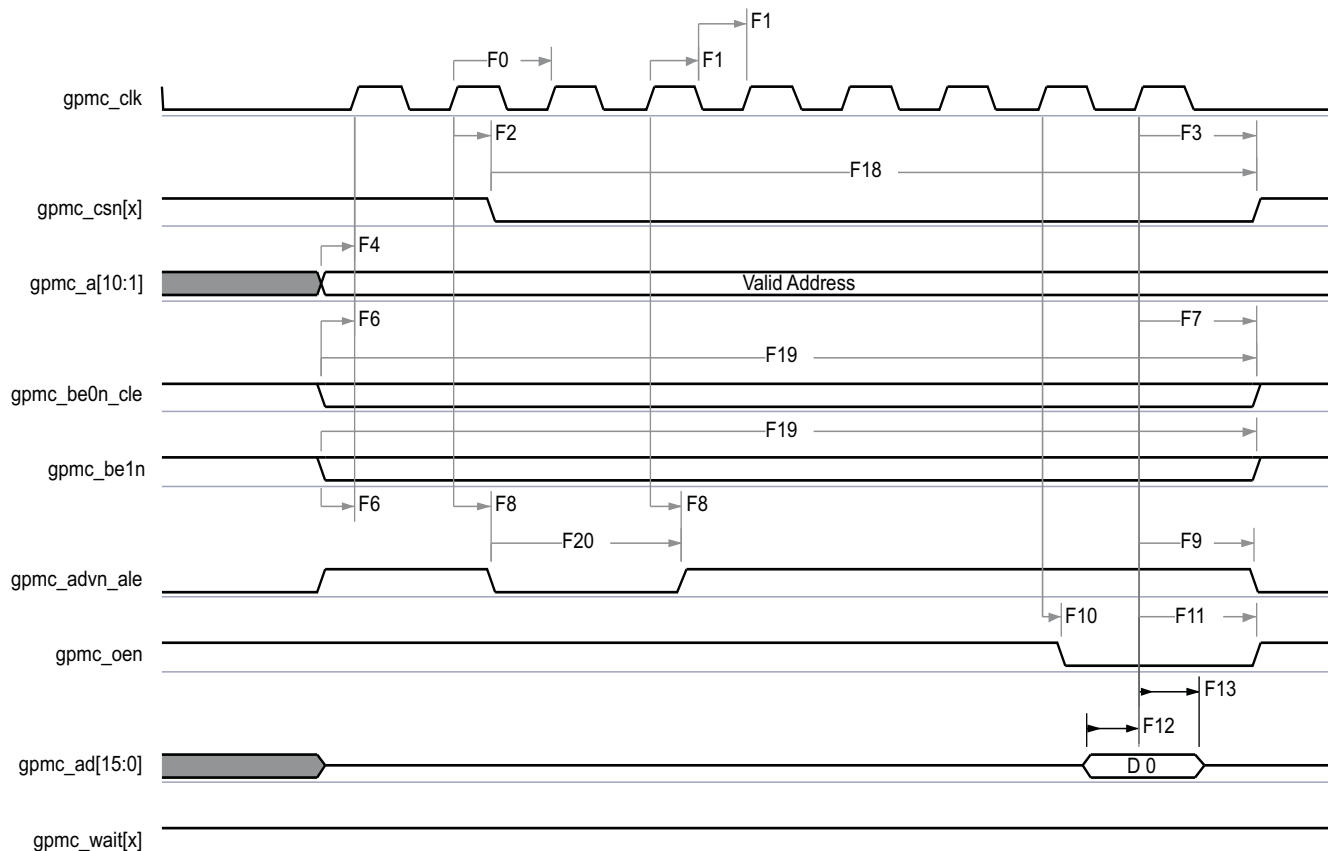 F1
F0
F1
gpmc_clk
F2
F3
F18
gpmc_csn[x]
F4
gpmc_a[10:1]
Valid Address
F6
F7
F19
gpmc_be0n_cle
F19
gpmc_be1n
F6
F8
F8
F20
F9
gpmc_advn_ale
F10
F11
gpmc_oen
F13
F12
gpmc_ad[15:0]
D 0
gpmc_wait[x]